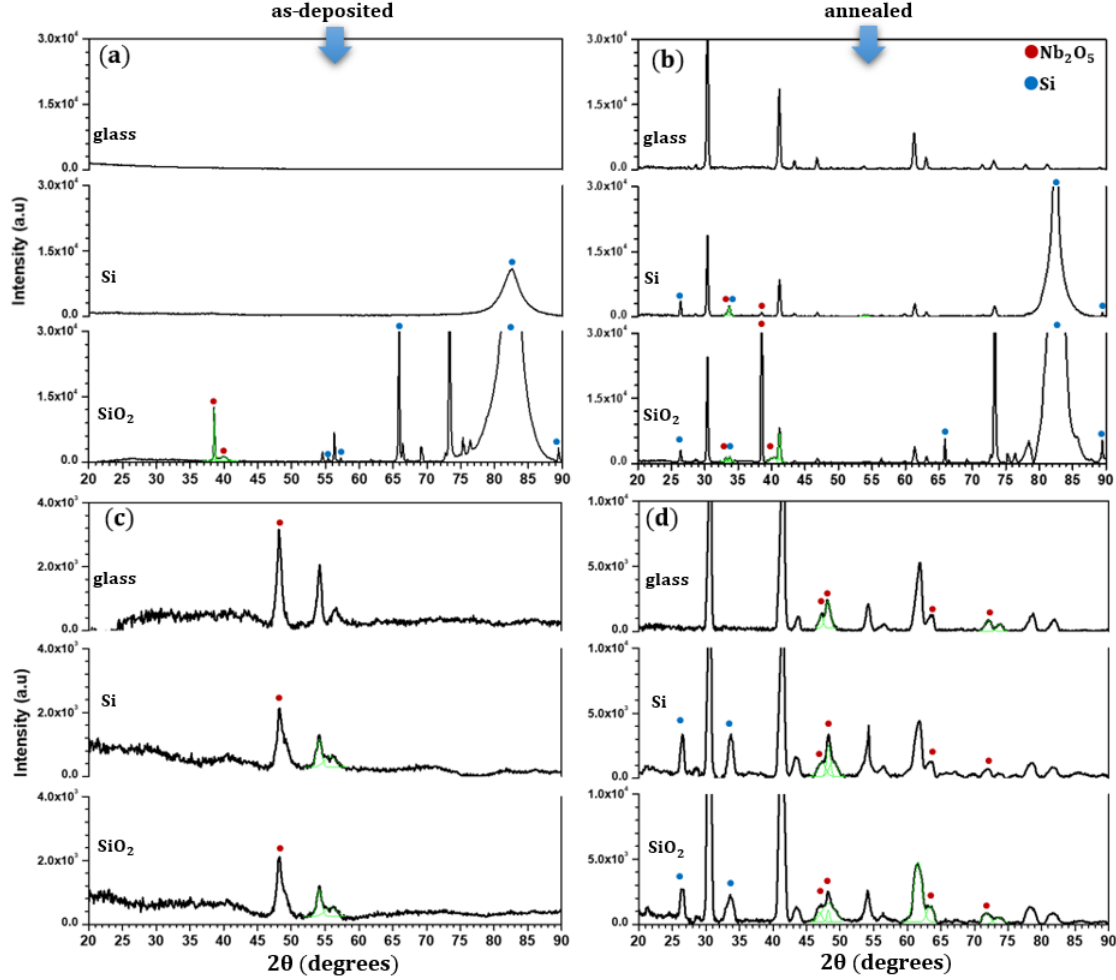 as-deposited
annealed
(a)
3.0x10⁴
1.5x10⁴
0.0
glass
3.0x10⁴
1.5x10⁴
0.0
Si
3.0x10⁴
1.5x10⁴
0.0
SiO₂
20 25 30 35 40 45 50 55 60 65 70 75 80 85 90
Intensity (a.u)
(b)
Nb₂O₅
Si
3.0x10⁴
1.5x10⁴
0.0
glass
3.0x10⁴
1.5x10⁴
0.0
Si
3.0x10⁴
1.5x10⁴
0.0
SiO₂
20 25 30 35 40 45 50 55 60 65 70 75 80 85 90
(c)
4.0x10³
2.0x10³
0.0
glass
4.0x10³
2.0x10³
0.0
Si
4.0x10³
2.0x10³
0.0
SiO₂
20 25 30 35 40 45 50 55 60 65 70 75 80 85 90
2θ (degrees)
Intensity (a.u)
(d)
1.0x10⁴
5.0x10³
0.0
glass
1.0x10⁴
5.0x10³
0.0
Si
1.0x10⁴
5.0x10³
0.0
SiO₂
20 25 30 35 40 45 50 55 60 65 70 75 80 85 90
2θ (degrees)